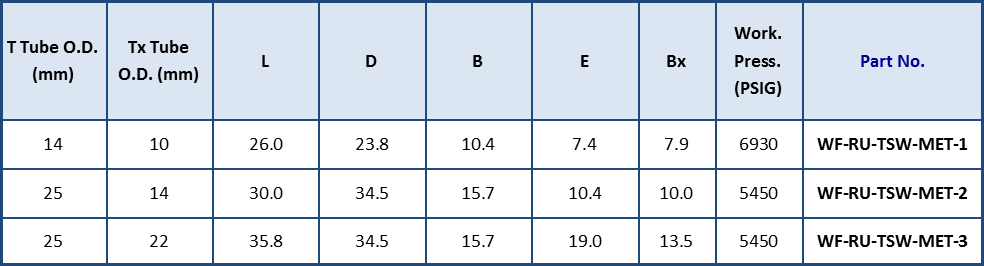 T Tube O.D. (mm) Tx Tube O.D. (mm) L D B E Bx Work. Press. (PSIG) Part No.
14 10 26.0 23.8 10.4 7.4 7.9 6930 WF-RU-TSW-MET-1
25 14 30.0 34.5 15.7 10.4 10.0 5450 WF-RU-TSW-MET-2
25 22 35.8 34.5 15.7 19.0 13.5 5450 WF-RU-TSW-MET-3